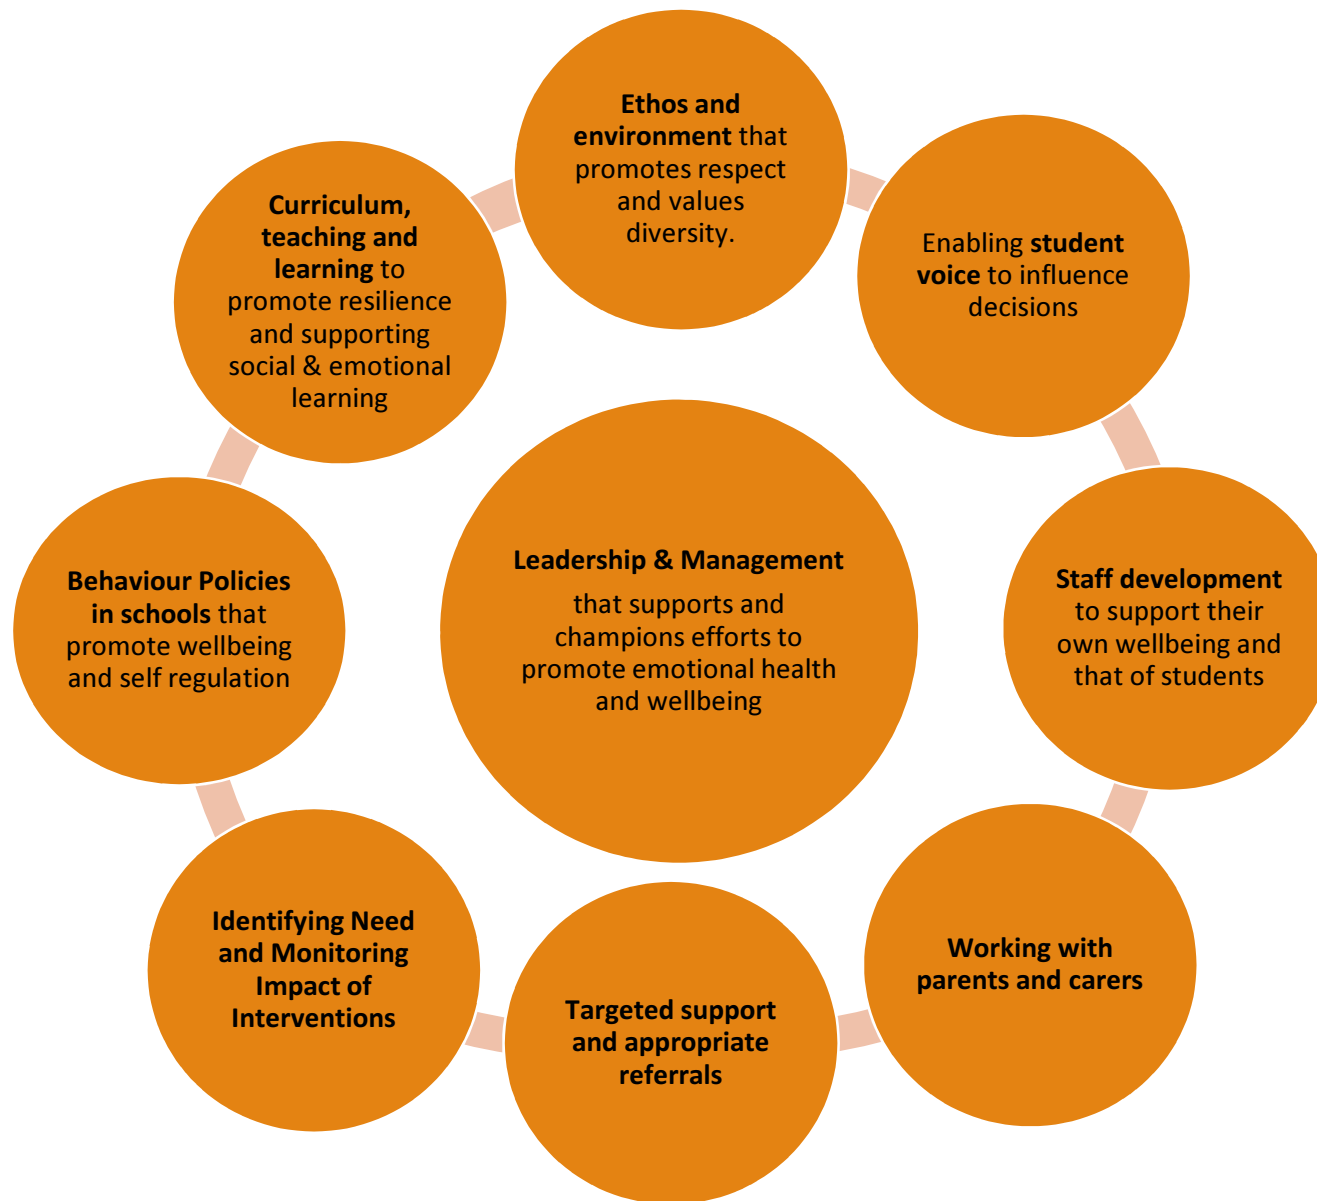 Ethos and
environment that
promotes respect
and values
diversity.
Enabling student
voice to influence
decisions
Staff development
to support their
own wellbeing and
that of students
Working with
parents and carers
Targeted support
and appropriate
referrals
Identifying Need
and Monitoring
Impact of
Interventions
Behaviour Policies
in schools that
promote wellbeing
and self regulation
Curriculum,
teaching and
learning to
promote resilience
and supporting
social & emotional
learning
Leadership & Management
that supports and
champions efforts to
promote emotional health
and wellbeing